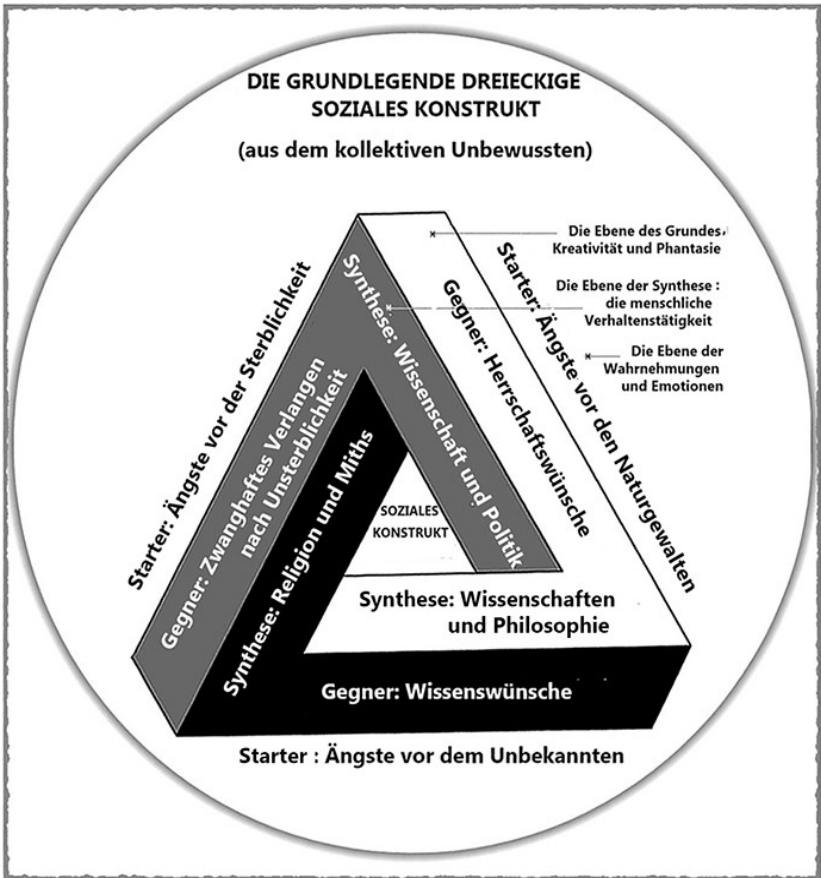 DIE GRUNDLEGENDE DREIECKIGE
SOZIALES KONSTRUKT
(aus dem kollektiven Unbewussten)
Die Ebene des Grundes,
Kreativität und Phantasie
Die Ebene der Synthese :
die menschliche
Verhaltenstätigkeit
Die Ebene der
Wahrnehmungen
und Emotionen
Starter: Ängste vor der Sterblichkeit
Gegner: Zwanghaftes Verlangen
nach Unsterblichkeit
Synthese: Religion und Miths
Synthese: Wissenschaft und Politik
Gegner: Herrschaftswünsche
Starter: Ängste vor den Naturgewalten
SOZIALES
KONSTRUKT
Synthese: Wissenschaften
und Philosophie
Gegner: Wissenswünsche
Starter : Ängste vor dem Unbekannten